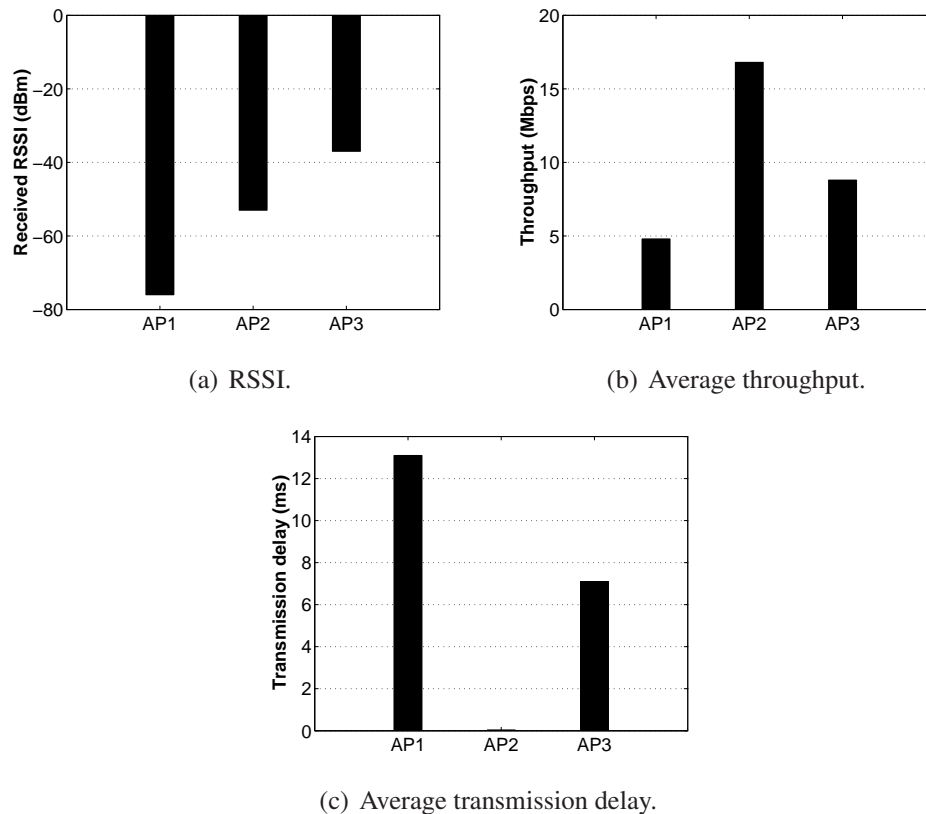 Received RSSI (dBm)
0
−20
−40
−60
−80
AP1 AP2 AP3
(a) RSSI.
Throughput (Mbps)
20
15
10
5
0
AP1 AP2 AP3
(b) Average throughput.
Transmission delay (ms)
14
12
10
8
6
4
2
0
AP1 AP2 AP3
(c) Average transmission delay.